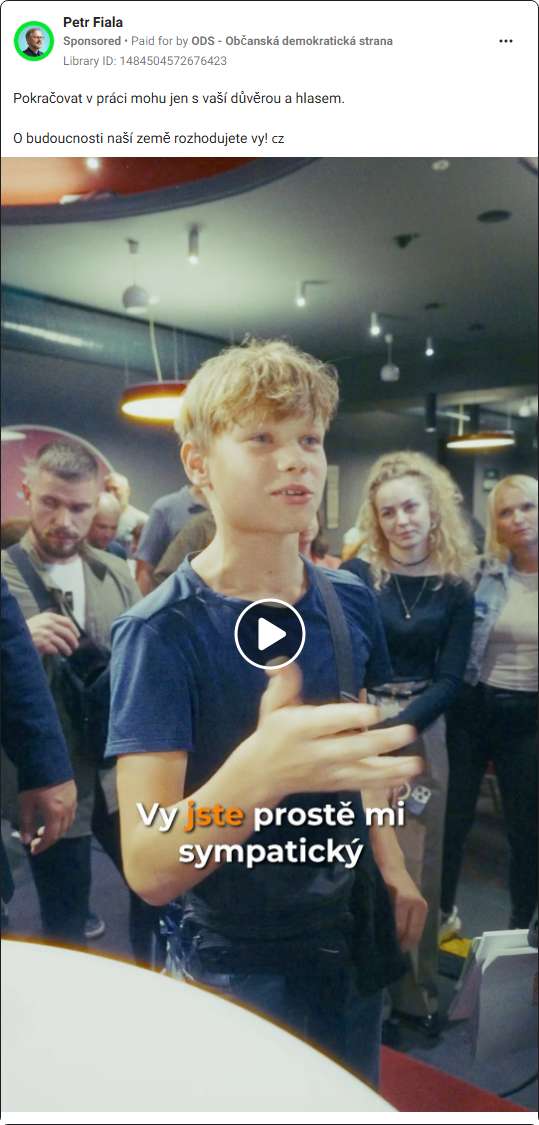 Petr Fiala
Sponsored • Paid for by ODS - Občanská demokratická strana
Library ID: 1484504572676423
Pokračovat v práci mohu jen s vaší důvěrou a hlasem.
O budoucnosti naší země rozhodujete vy! cz
Vy jste prostě mi
sympatický